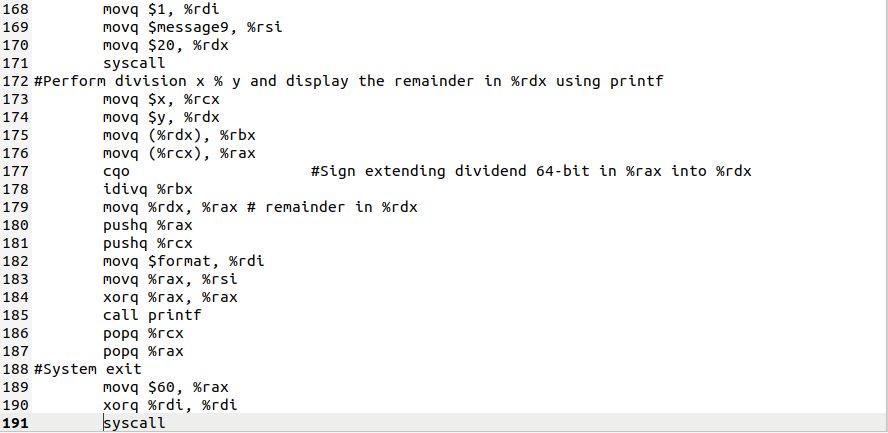 168 movq $1, %rdi
169 movq $message9, %rsi
170 movq $20, %rdx
171 syscall
172 #Perform division x % y and display the remainder in %rdx using printf
173 movq $x, %rcx
174 movq $y, %rdx
175 movq (%rdx), %rbx
176 movq (%rcx), %rax
177 cqo #Sign extending dividend 64-bit in %rax into %rdx
178 idivq %rbx
179 movq %rdx, %rax # remainder in %rdx
180 pushq %rax
181 pushq %rcx
182 movq $format, %rdi
183 movq %rax, %rsi
184 xorq %rax, %rax
185 call printf
186 popq %rcx
187 popq %rax
188 #System exit
189 movq $60, %rax
190 xorq %rdi, %rdi
191 syscall